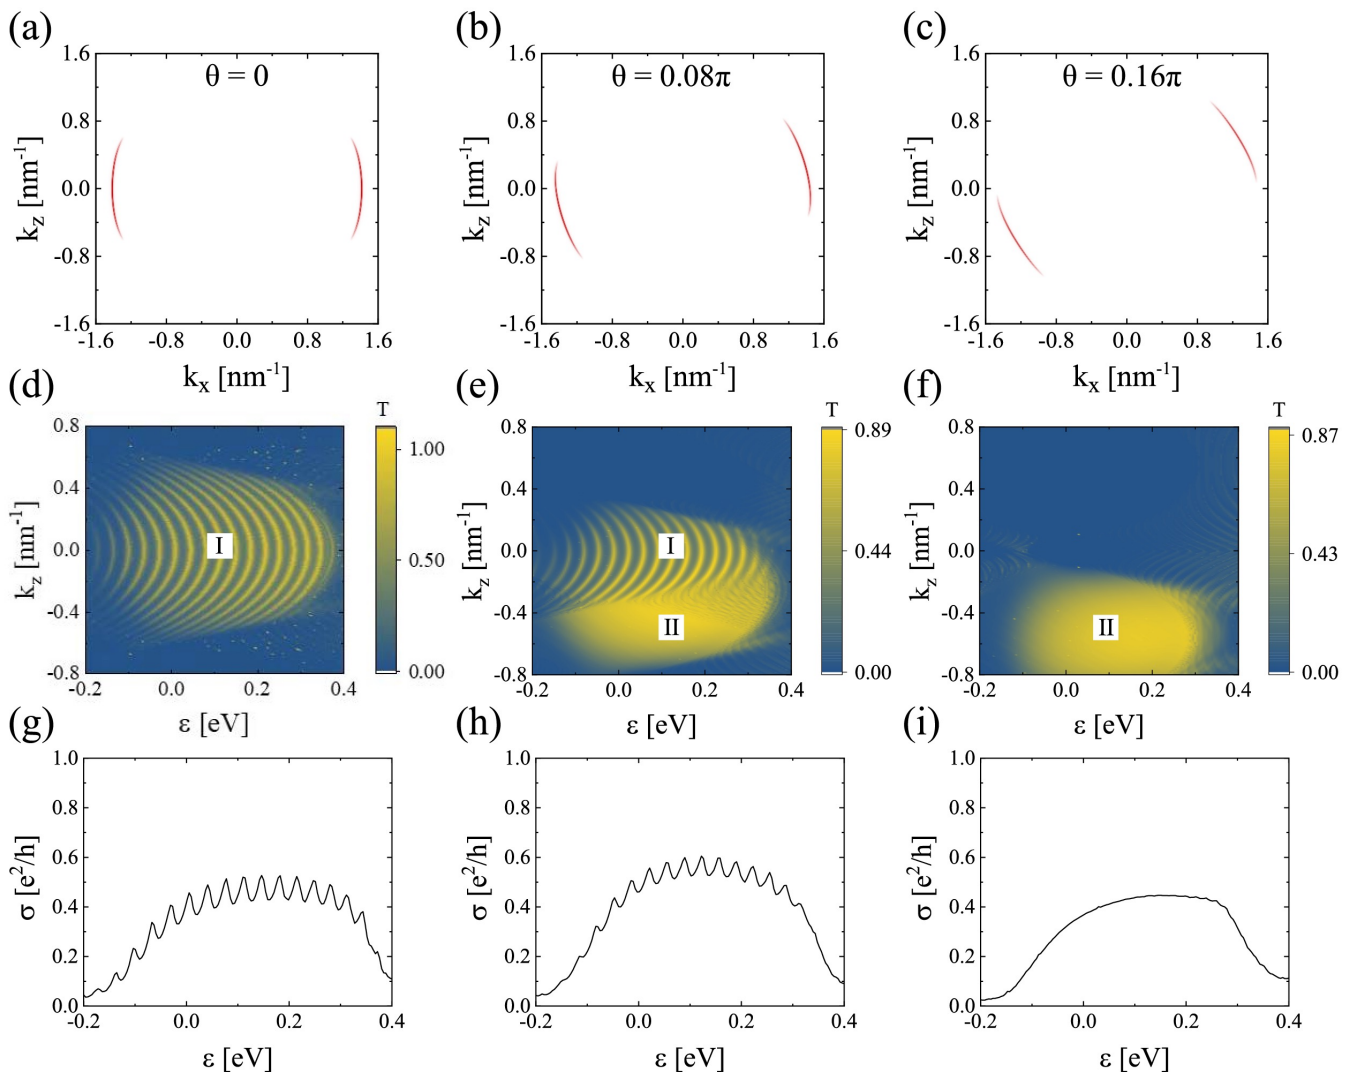 (a)
(b)
(c)
θ = 0
θ = 0.08π
θ = 0.16π
1.6
0.8
0.0
-0.8
-1.6
k_z [nm⁻¹]
-1.6 -0.8 0.0 0.8 1.6
k_x [nm⁻¹]
1.6
0.8
0.0
-0.8
-1.6
k_z [nm⁻¹]
-1.6 -0.8 0.0 0.8 1.6
k_x [nm⁻¹]
1.6
0.8
0.0
-0.8
-1.6
k_z [nm⁻¹]
-1.6 -0.8 0.0 0.8 1.6
k_x [nm⁻¹]
(d)
T
0.8
0.4
0.0
-0.4
-0.8
k_z [nm⁻¹]
I
1.00
0.50
0.00
-0.2 0.0 0.2 0.4
ε [eV]
(e)
T
0.8
0.4
0.0
-0.4
-0.8
k_z [nm⁻¹]
I
II
0.89
0.44
0.00
-0.2 0.0 0.2 0.4
ε [eV]
(f)
T
0.8
0.4
0.0
-0.4
-0.8
k_z [nm⁻¹]
II
0.87
0.43
0.00
-0.2 0.0 0.2 0.4
ε [eV]
(g)
1.0
0.8
0.6
0.4
0.2
0.0
σ [e²/h]
-0.2 0.0 0.2 0.4
ε [eV]
(h)
1.0
0.8
0.6
0.4
0.2
0.0
σ [e²/h]
-0.2 0.0 0.2 0.4
ε [eV]
(i)
1.0
0.8
0.6
0.4
0.2
0.0
σ [e²/h]
-0.2 0.0 0.2 0.4
ε [eV]